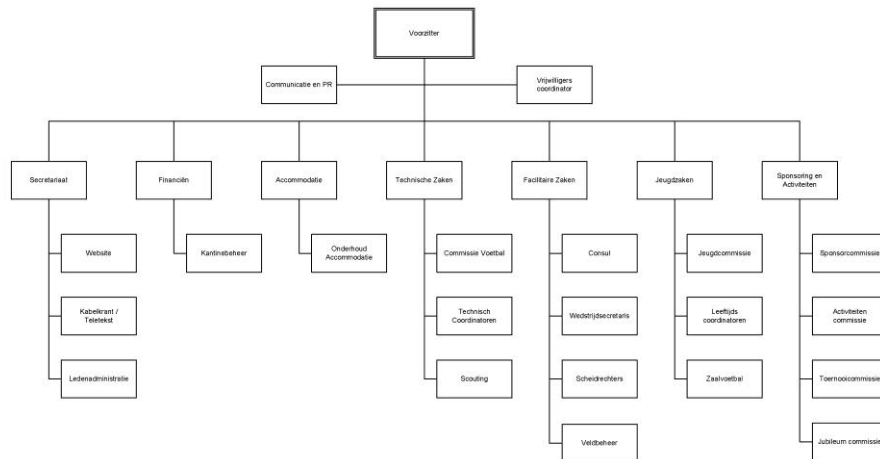 Voorzitter
Communicatie en PR
Vrijwilligers
coordinator
Secretariaat
Financiën
Accommodatie
Technische Zaken
Facilitaire Zaken
Jeugdzaken
Sponsoring en
Activiteiten
Website
Kantinebeheer
Onderhoud
Accommodatie
Commissie Voetbal
Consul
Jeugdcommissie
Sponsorcommissie
Kabelkrant /
Teletekst
Technisch
Coordinatoren
Wedstrijdsecretaris
Leeftijds
coordinatoren
Activiteiten
commissie
Ledenadministratie
Scouting
Scheidrechters
Zaalvoetbal
Toernooicommissie
Veldbeheer
Jubileum commissie